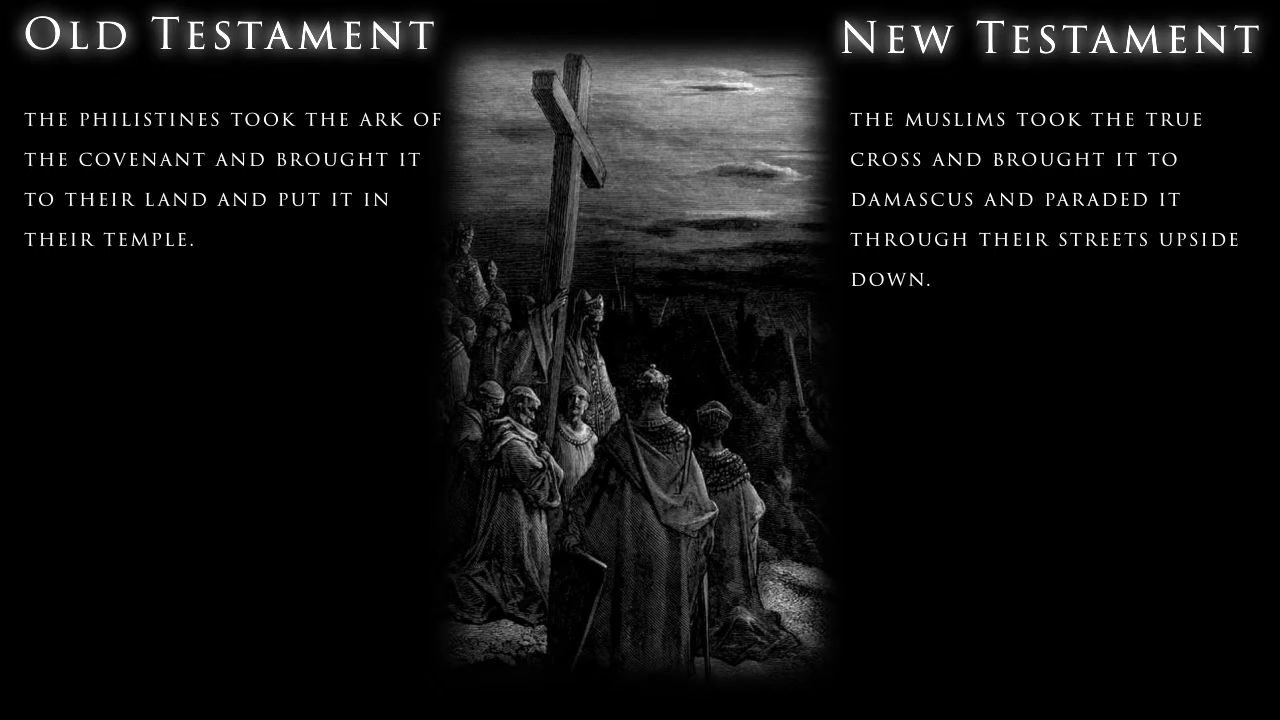 Old Testament
THE PHILISTINES TOOK THE ARK OF
THE COVENANT AND BROUGHT IT
TO THEIR LAND AND PUT IT IN
THEIR TEMPLE.
New Testament
THE MUSLIMS TOOK THE TRUE
CROSS AND BROUGHT IT TO
DAMASCUS AND PARADED IT
THROUGH THEIR STREETS UPSIDE
DOWN.